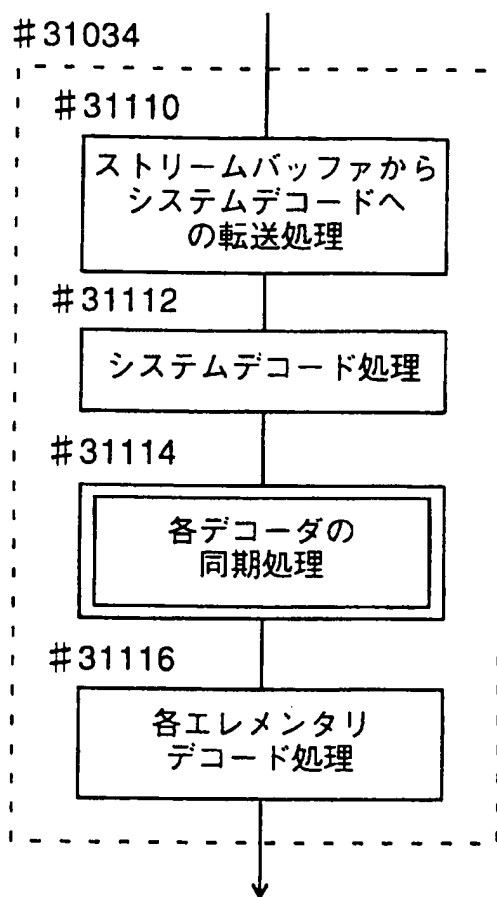 #31034
#31110
ストリームバッファから
システムデコードへ
の転送処理
#31112
システムデコード処理
#31114
各デコーダの
同期処理
#31116
各エレメンタリ
デコード処理